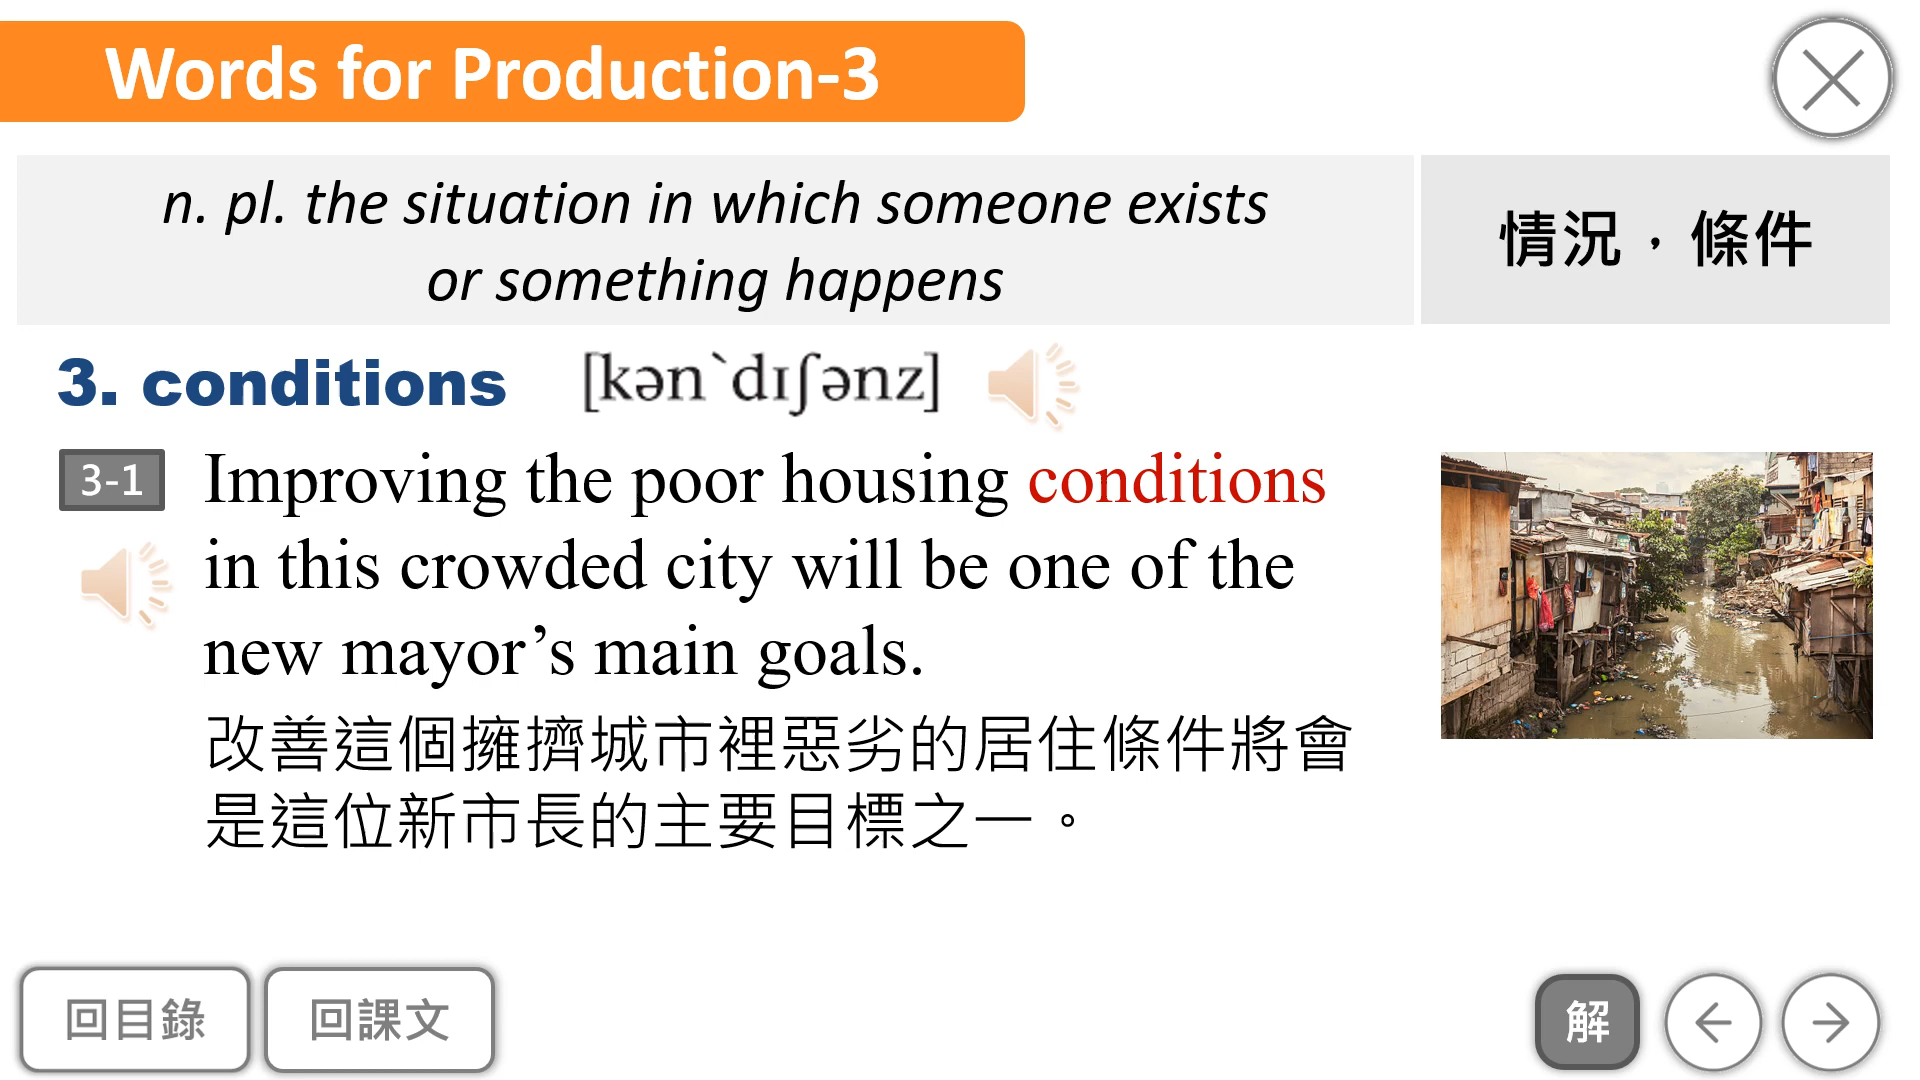 Words for Production-3
n. pl. the situation in which someone exists
or something happens
情況，條件
3. conditions [kənˋdɪʃənz]
3-1 Improving the poor housing conditions
in this crowded city will be one of the
new mayor’s main goals.
改善這個擁擠城市裡惡劣的居住條件將會
是這位新市長的主要目標之一。
回目錄 回課文 解